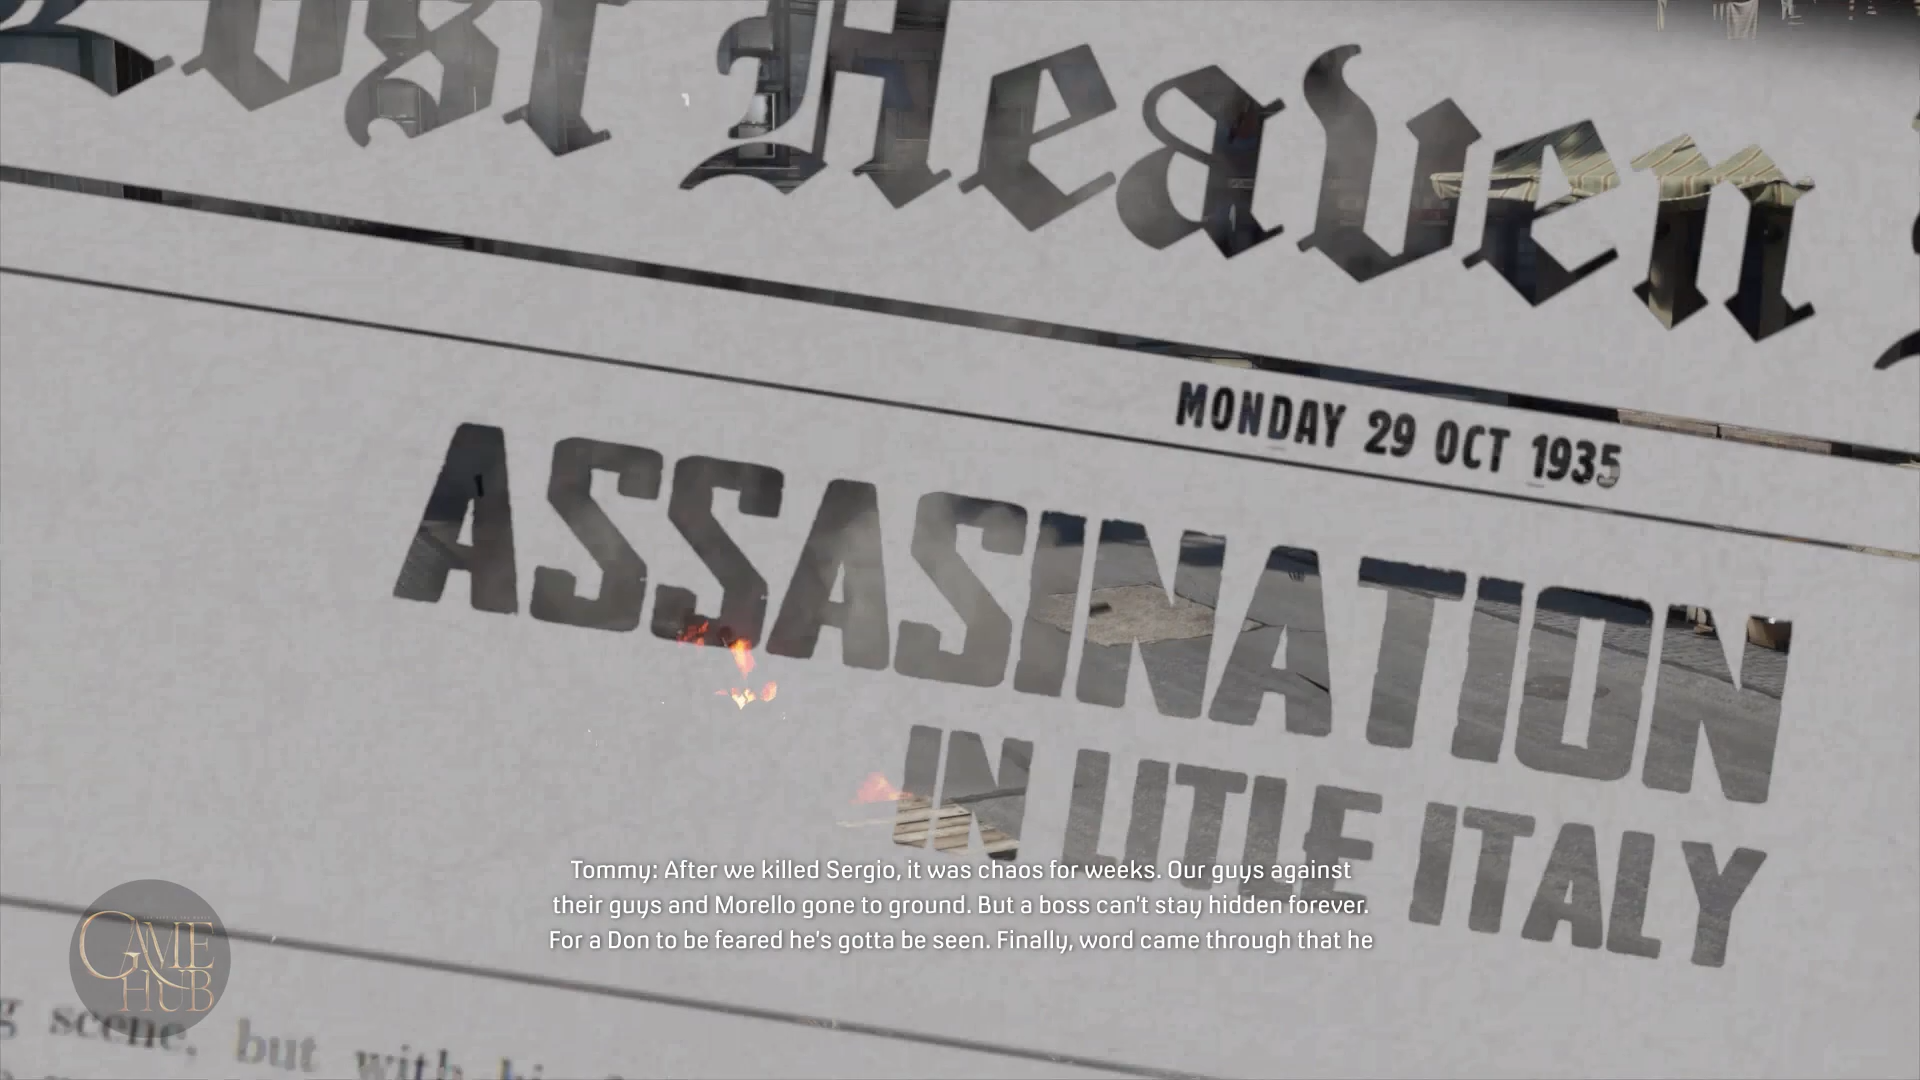 Lost Heaven
MONDAY 29 OCT 1935
ASSASINATION
IN LITLE ITALY
Tommy: After we killed Sergio, it was chaos for weeks. Our guys against
their guys and Morello gone to ground. But a boss can't stay hidden forever.
For a Don to be feared he's gotta be seen. Finally, word came through that he
GAME
HUB
scene, but with